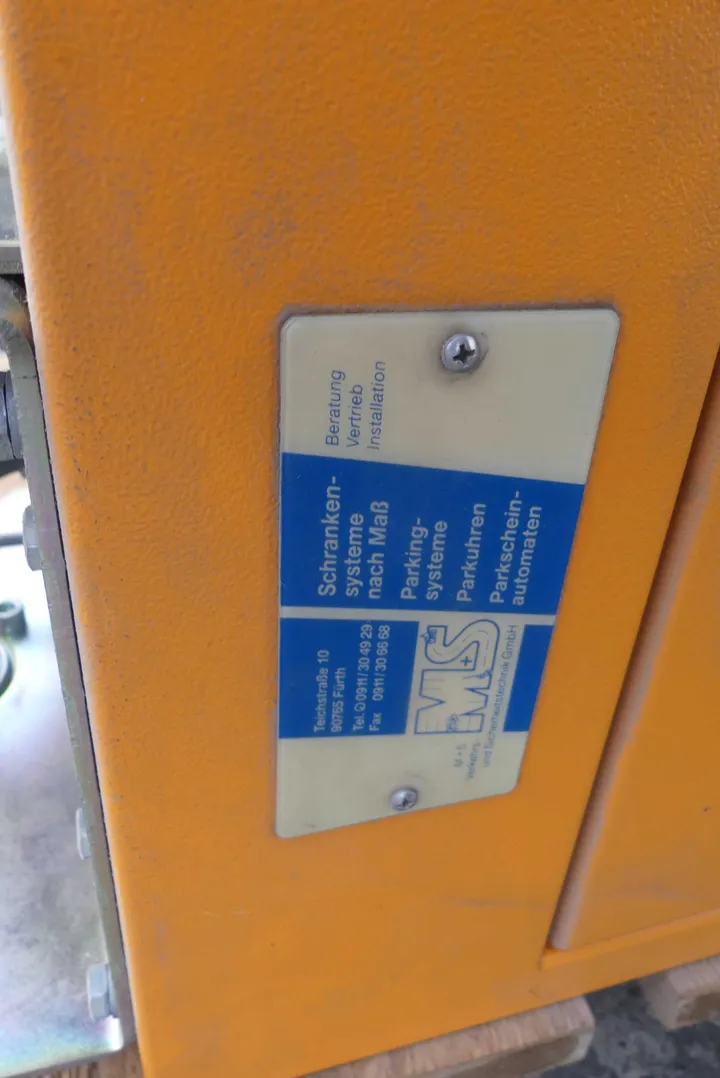 Teichstraße 10
90765 Fürth
Tel. 0911/30 49 29
Fax 0911/30 66 68
M+S
M + S
Verkehrs-
und Sicherheitstechnik GmbH
Schranken-
systeme
nach Maß
Parking-
systeme
Parkuhren
Parkschein-
automaten
Beratung
Vertrieb
Installation